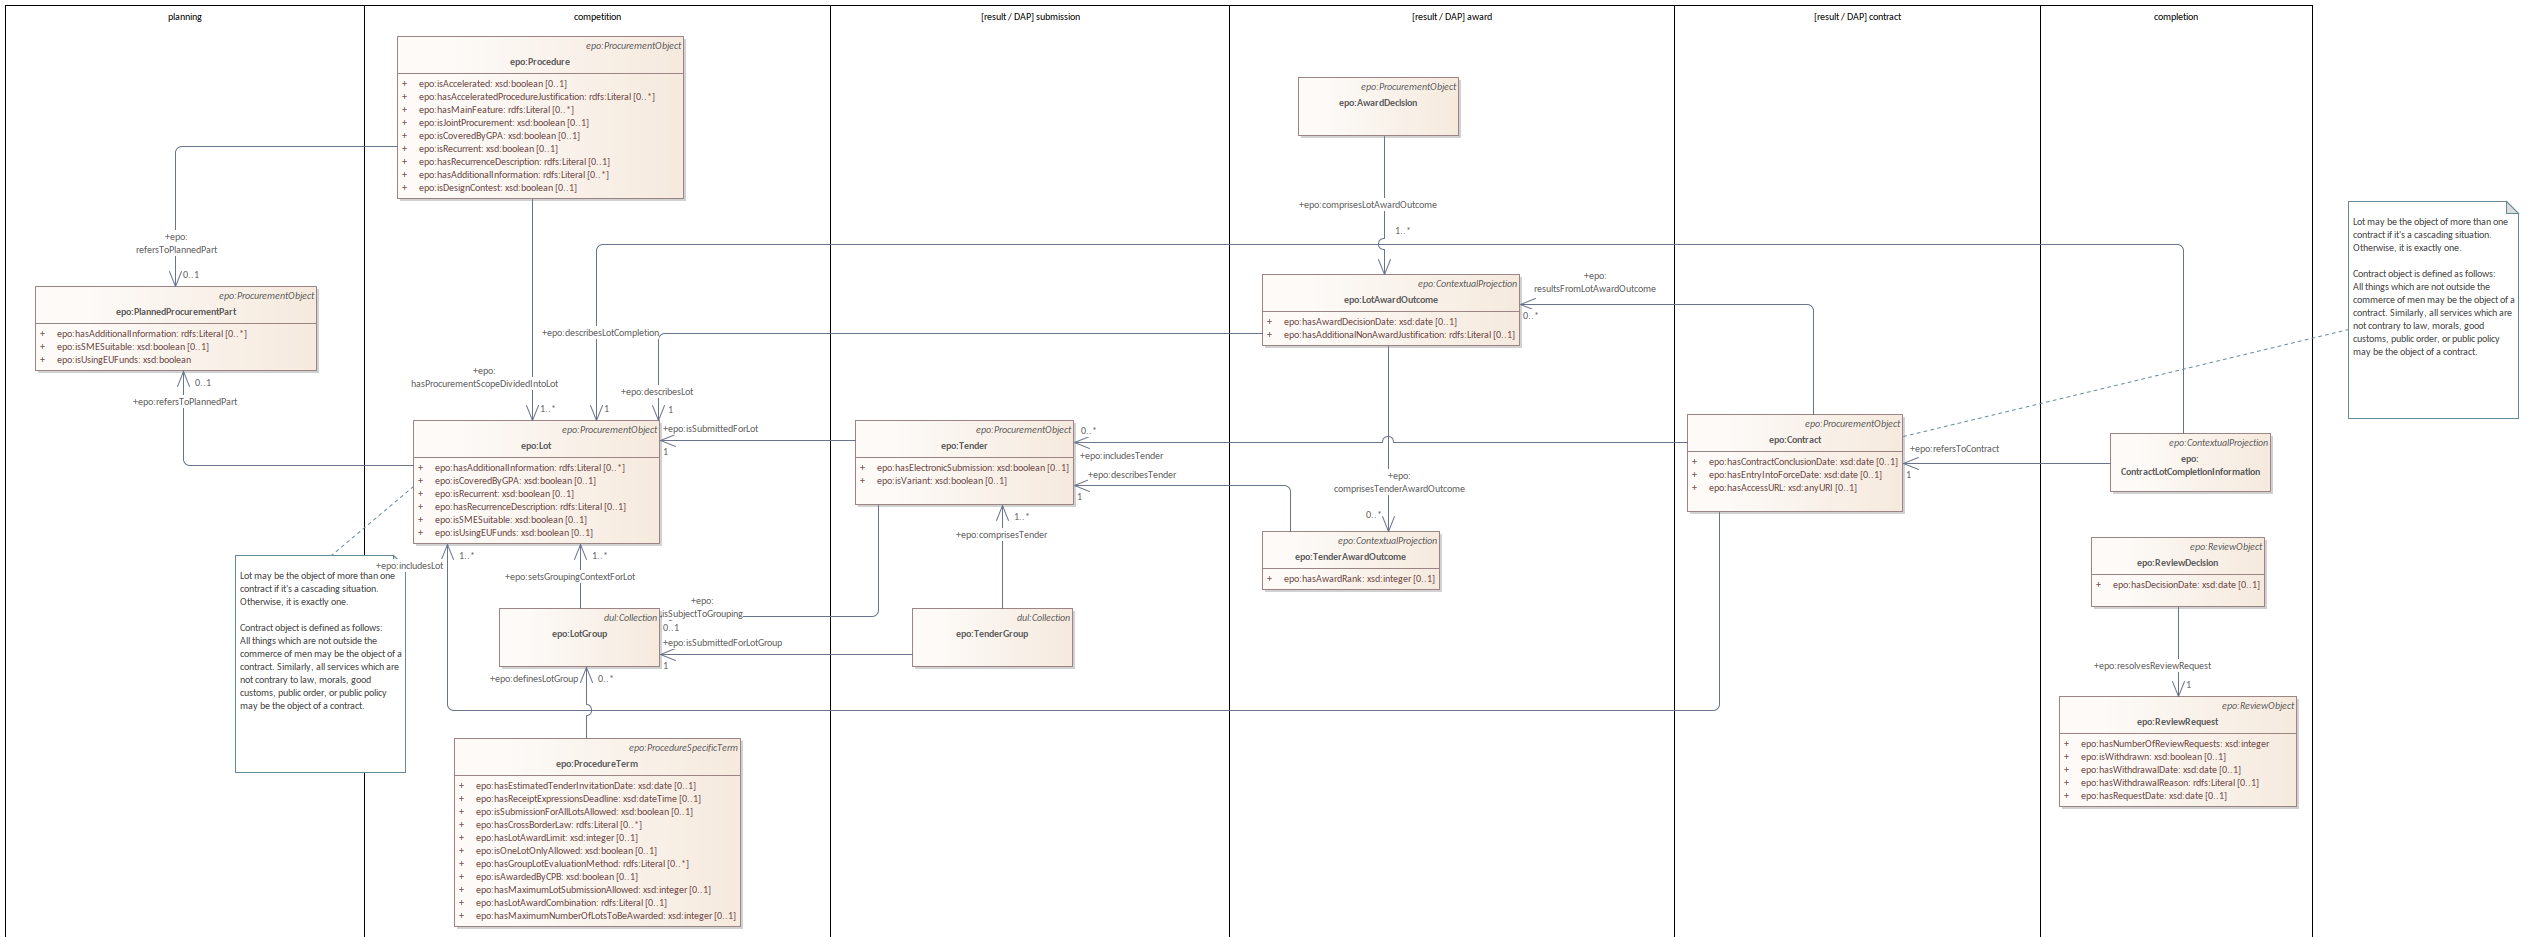 planning
competition
[result / DAP] submission
[result / DAP] award
[result / DAP] contract
completion
epo:ProcurementObject
epo:Procedure
+ epo:isAccelerated: xsd:boolean [0..1]
+ epo:hasAcceleratedProcedureJustification: rdfs:Literal [0..*]
+ epo:hasMainFeature: rdfs:Literal [0..*]
+ epo:isJointProcurement: xsd:boolean [0..1]
+ epo:isCoveredByGPA: xsd:boolean [0..1]
+ epo:isRecurrent: xsd:boolean [0..1]
+ epo:hasRecurrenceDescription: rdfs:Literal [0..1]
+ epo:hasAdditionalInformation: rdfs:Literal [0..*]
+ epo:isDesignContest: xsd:boolean [0..1]
epo:ProcurementObject
epo:AwardDecision
+epo:comprisesLotAwardOutcome
1..*
+epo:
refersToPlannedPart
0..1
epo:ProcurementObject
epo:PlannedProcurementPart
+ epo:hasAdditionalInformation: rdfs:Literal [0..*]
+ epo:isSMESuitable: xsd:boolean [0..1]
+ epo:isUsingEUFunds: xsd:boolean
0..1
+epo:refersToPlannedPart
+epo:
hasProcurementScopeDividedIntoLot
1..*
+epo:describesLotCompletion
1
+epo:describesLot
1
epo:ContextualProjection
epo:LotAwardOutcome
+ epo:hasAwardDecisionDate: xsd:date [0..1]
+ epo:hasAdditionalNonAwardJustification: rdfs:Literal [0..1]
+epo:
resultsFromLotAwardOutcome
0..*
Lot may be the object of more than one
contract if it's a cascading situation.
Otherwise, it is exactly one.
Contract object is defined as follows:
All things which are not outside the
commerce of men may be the object of a
contract. Similarly, all services which are
not contrary to law, morals, good
customs, public order, or public policy
may be the object of a contract.
epo:ProcurementObject
epo:Lot
+ epo:hasAdditionalInformation: rdfs:Literal [0..*]
+ epo:isCoveredByGPA: xsd:boolean [0..1]
+ epo:isRecurrent: xsd:boolean [0..1]
+ epo:hasRecurrenceDescription: rdfs:Literal [0..1]
+ epo:isSMESuitable: xsd:boolean [0..1]
+ epo:isUsingEUFunds: xsd:boolean [0..1]
+epo:isSubmittedForLot
1
epo:ProcurementObject
epo:Tender
+ epo:hasElectronicSubmission: xsd:boolean [0..1]
+ epo:isVariant: xsd:boolean [0..1]
0..*
+epo:includesTender
+epo:describesTender
1
1..*
+epo:comprisesTender
+epo:
comprisesTenderAwardOutcome
0..*
epo:ContextualProjection
epo:TenderAwardOutcome
+ epo:hasAwardRank: xsd:integer [0..1]
epo:ProcurementObject
epo:Contract
+ epo:hasContractConclusionDate: xsd:date [0..1]
+ epo:hasEntryIntoForceDate: xsd:date [0..1]
+ epo:hasAccessURL: xsd:anyURI [0..1]
+epo:refersToContract
1
epo:ContextualProjection
epo:
ContractLotCompletionInformation
epo:ReviewObject
epo:ReviewDecision
+ epo:hasDecisionDate: xsd:date [0..1]
+epo:resolvesReviewRequest
1
epo:ReviewObject
epo:ReviewRequest
+ epo:hasNumberOfReviewRequests: xsd:integer
+ epo:isWithdrawn: xsd:boolean [0..1]
+ epo:hasWithdrawalDate: xsd:date [0..1]
+ epo:hasWithdrawalReason: rdfs:Literal [0..1]
+ epo:hasRequestDate: xsd:date [0..1]
+epo:includesLot
1..*
1..*
+epo:setsGroupingContextForLot
Lot may be the object of more than one
contract if it's a cascading situation.
Otherwise, it is exactly one.
Contract object is defined as follows:
All things which are not outside the
commerce of men may be the object of a
contract. Similarly, all services which are
not contrary to law, morals, good
customs, public order, or public policy
may be the object of a contract.
dul:Collection
epo:LotGroup
+epo:
isSubjectToGrouping
0..1
+epo:isSubmittedForLotGroup
1
dul:Collection
epo:TenderGroup
+epo:definesLotGroup
0..*
epo:ProcedureSpecificTerm
epo:ProcedureTerm
+ epo:hasEstimatedTenderInvitationDate: xsd:date [0..1]
+ epo:hasReceiptExpressionsDeadline: xsd:dateTime [0..1]
+ epo:isSubmissionForAllLotsAllowed: xsd:boolean [0..1]
+ epo:hasCrossBorderLaw: rdfs:Literal [0..*]
+ epo:hasLotAwardLimit: xsd:integer [0..1]
+ epo:isOneLotOnlyAllowed: xsd:boolean [0..1]
+ epo:hasGroupLotEvaluationMethod: rdfs:Literal [0..*]
+ epo:isAwardedByCPB: xsd:boolean [0..1]
+ epo:hasMaximumLotSubmissionAllowed: xsd:integer [0..1]
+ epo:hasLotAwardCombination: rdfs:Literal [0..1]
+ epo:hasMaximumNumberOfLotsToBeAwarded: xsd:integer [0..1]